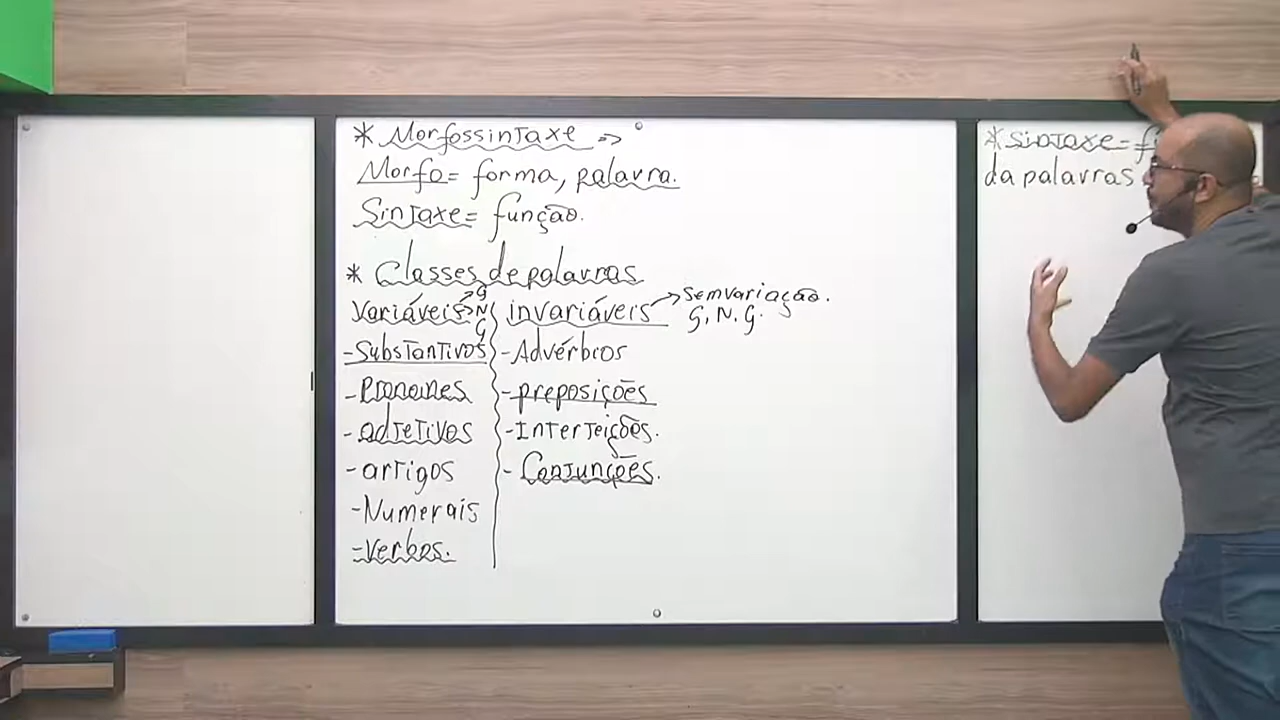 * Morfossintaxe =>
Morfo = forma, palavra.
Sintaxe = função.
* Classes de palavras.
Variáveis G N G
invariáveis → sem variação.
G, N, G.
- Substantivos
- Pronomes
- adjetivos
- artigos
- Numerais
- Verbos.
- Advérbios
- preposições
- Interjeições.
- Conjunções.
* Sintaxe =
da palavras